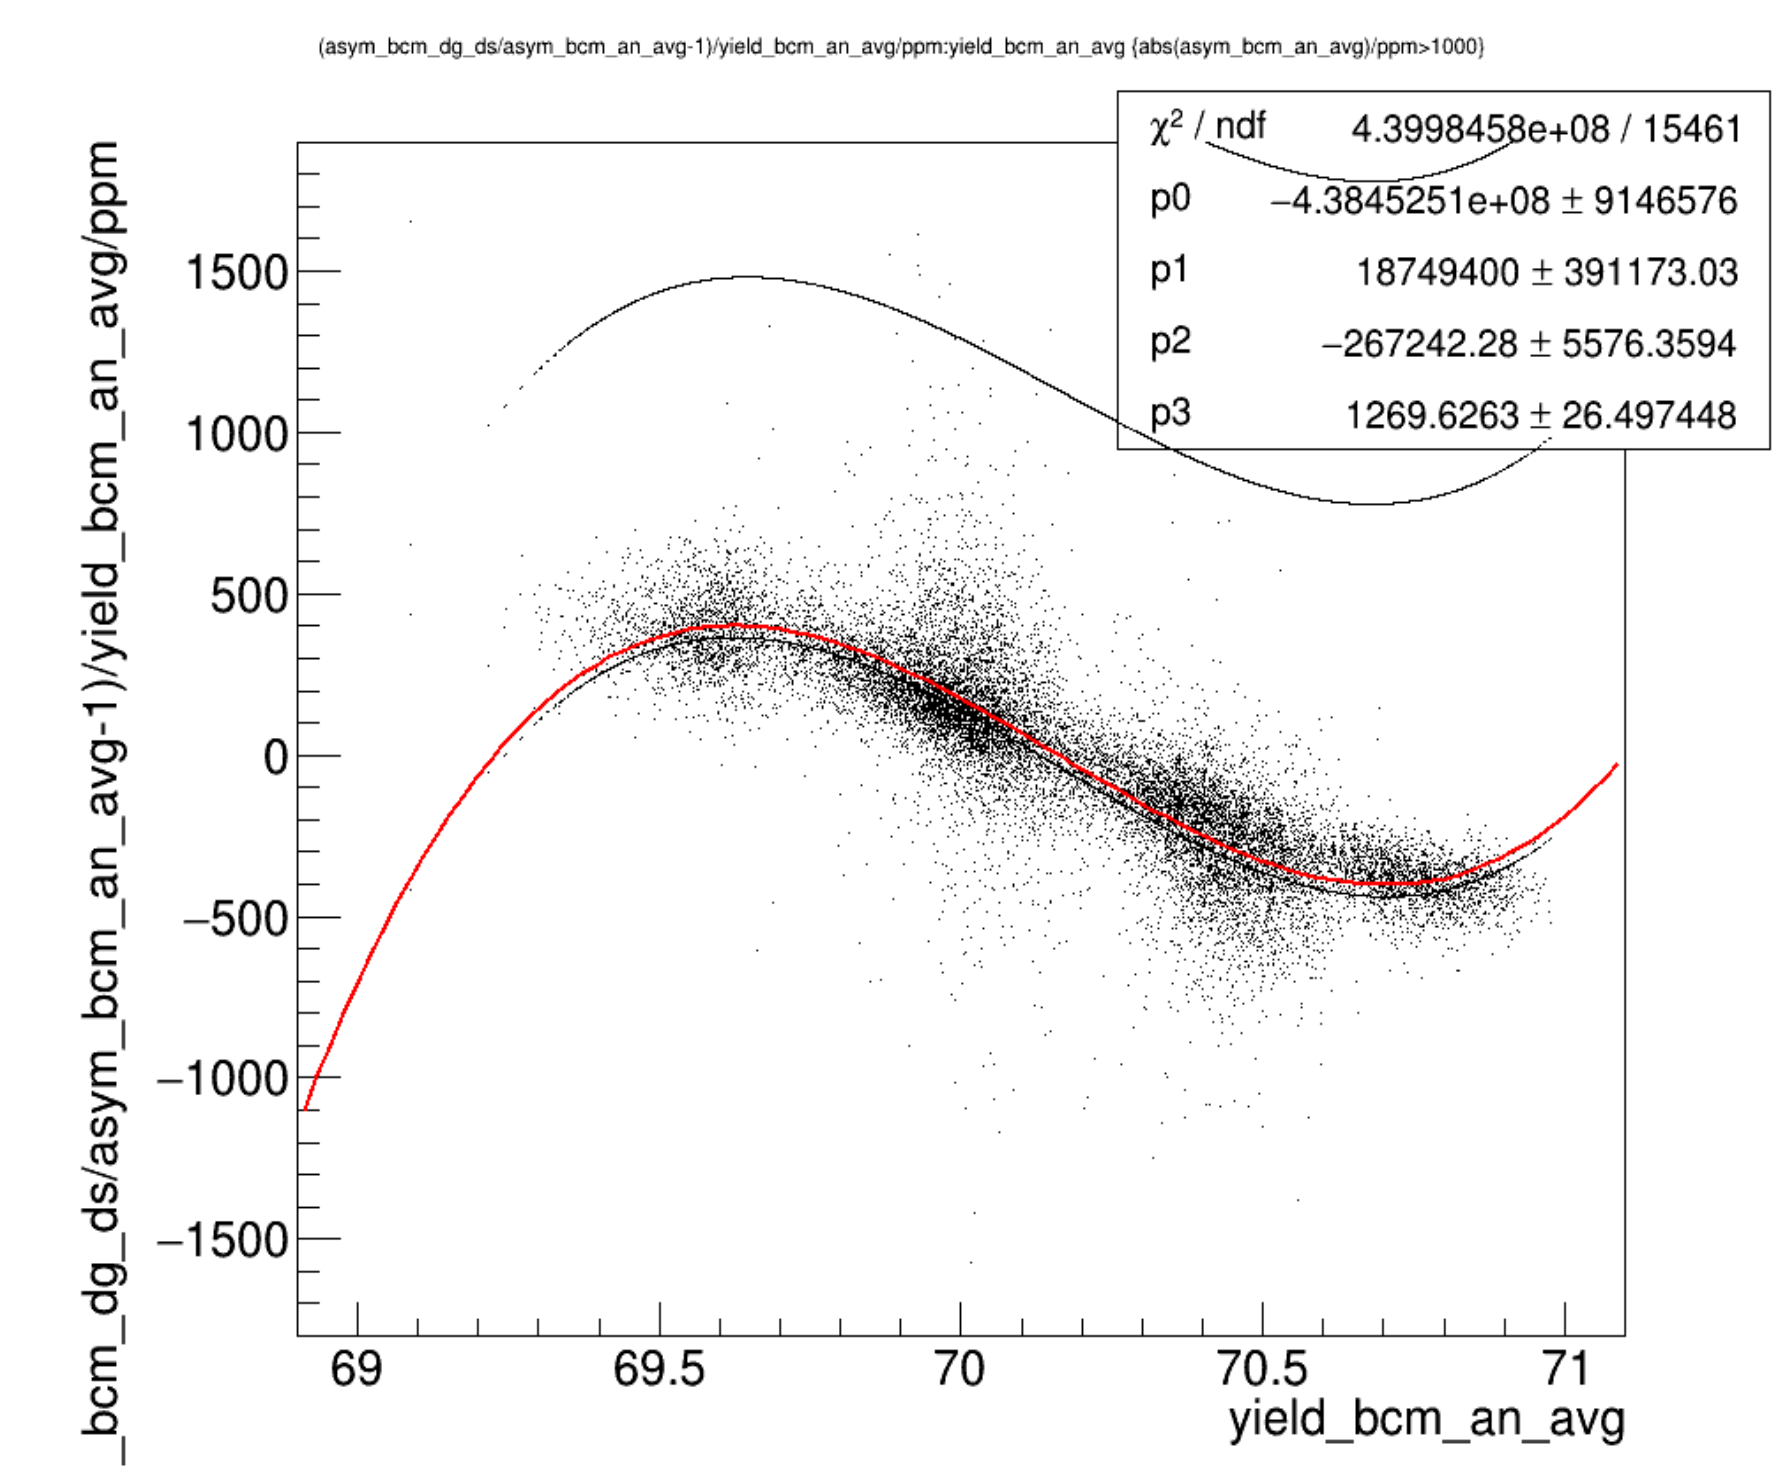 (asym_bcm_dg_ds/asym_bcm_an_avg-1)/yield_bcm_an_avg/ppm:yield_bcm_an_avg {abs(asym_bcm_an_avg)/ppm>1000}
χ² / ndf 4.3998458e+08 / 15461
p0 −4.3845251e+08 ± 9146576
p1 18749400 ± 391173.03
p2 −267242.28 ± 5576.3594
p3 1269.6263 ± 26.497448
_bcm_dg_ds/asym_bcm_an_avg-1)/yield_bcm_an_avg/ppm
1500
1000
500
0
−500
−1000
−1500
69 69.5 70 70.5 71
yield_bcm_an_avg